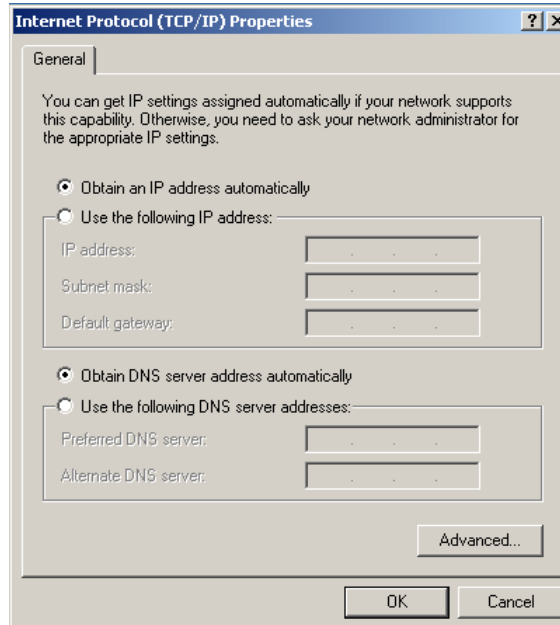 Internet Protocol (TCP/IP) Properties
General
You can get IP settings assigned automatically if your network supports
this capability. Otherwise, you need to ask your network administrator for
the appropriate IP settings.
Obtain an IP address automatically
Use the following IP address:
IP address:
Subnet mask:
Default gateway:
Obtain DNS server address automatically
Use the following DNS server addresses:
Preferred DNS server:
Alternate DNS server:
Advanced...
OK Cancel